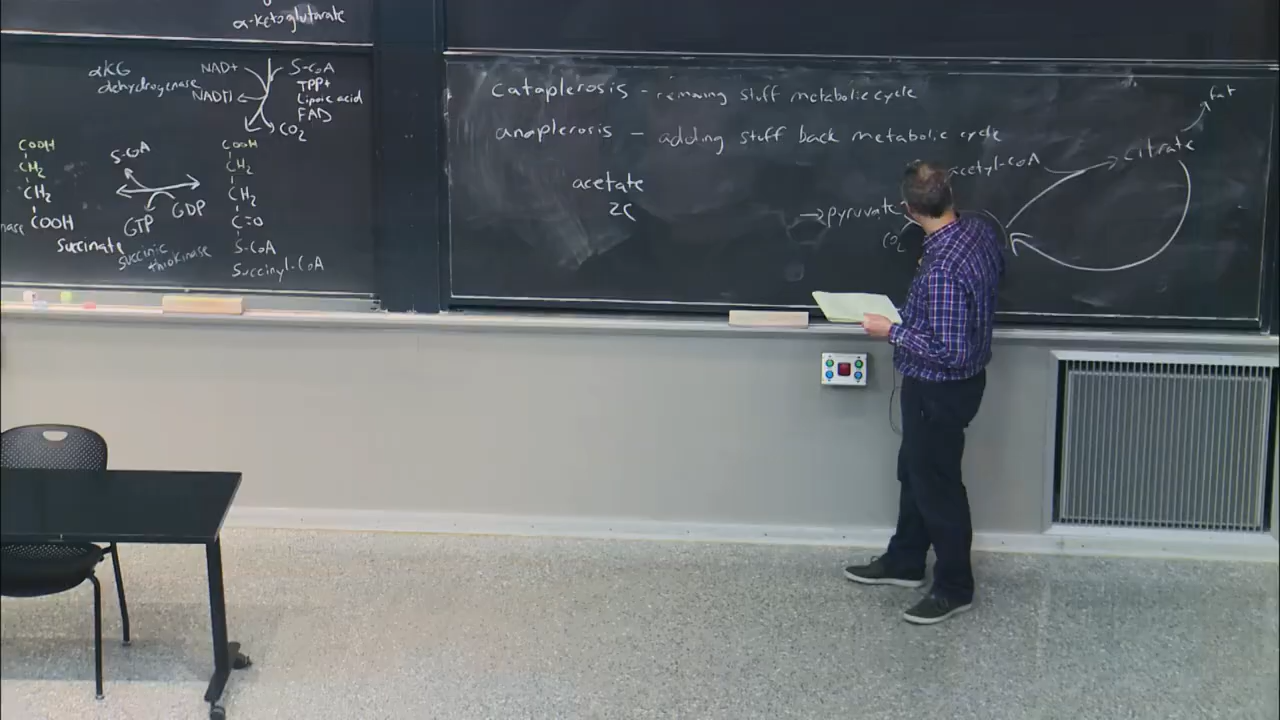 α-ketoglutarate
αKG
dehydrogenase
NAD+
NADH
S-CoA
TPP+
Lipoic acid
FAD
CO2
COOH
CH2
CH2
COOH
Succinate
S-CoA
GTP
GDP
Succinic
thiokinase
COOH
CH2
CH2
C=O
S-CoA
Succinyl-CoA
cataplerosis - removing stuff metabolic cycle
anaplerosis - adding stuff back metabolic cycle
acetate
2C
→ pyruvate
CO2
acetyl-CoA
citrate
fat